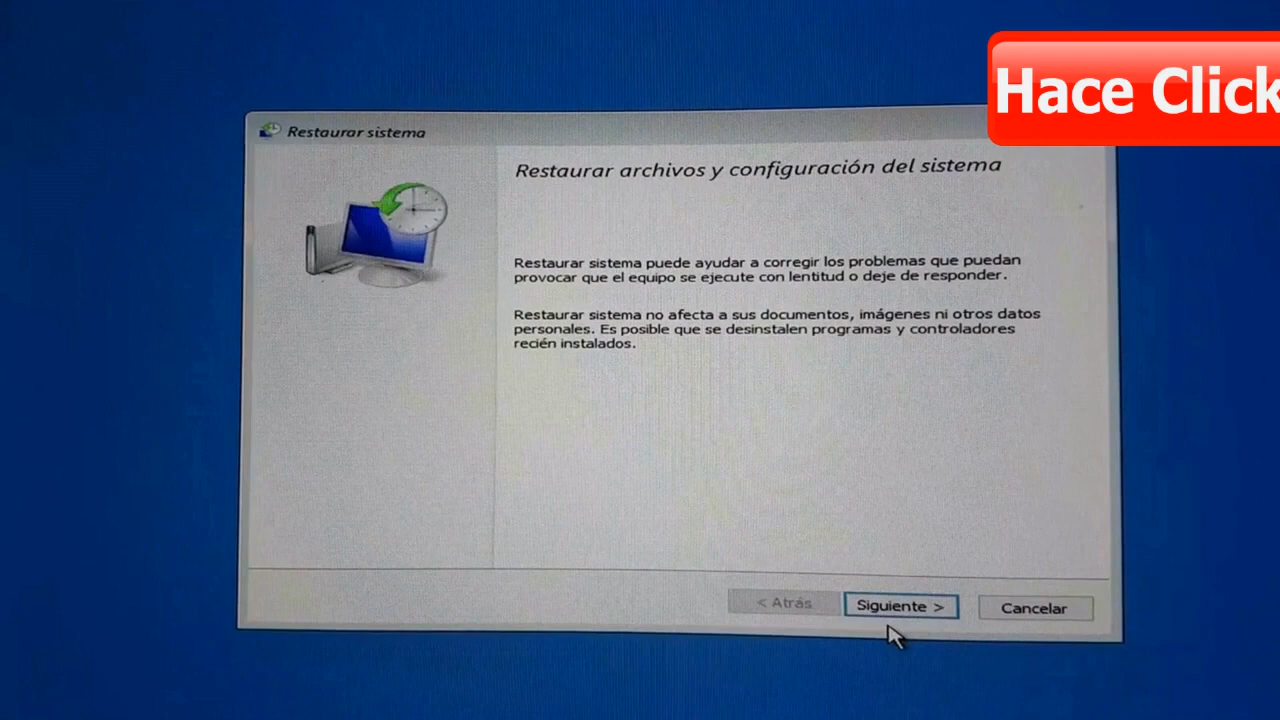 Hace Click
Restaurar sistema
Restaurar archivos y configuración del sistema
Restaurar sistema puede ayudar a corregir los problemas que puedan
provocar que el equipo se ejecute con lentitud o deje de responder.
Restaurar sistema no afecta a sus documentos, imágenes ni otros datos
personales. Es posible que se desinstalen programas y controladores
recién instalados.
< Atrás
Siguiente >
Cancelar